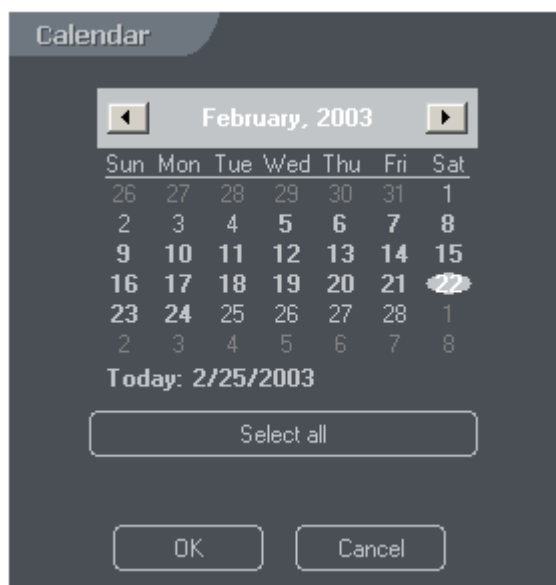 Calendar
February, 2003
Sun Mon Tue Wed Thu Fri Sat
26 27 28 29 30 31 1
2 3 4 5 6 7 8
9 10 11 12 13 14 15
16 17 18 19 20 21 22
23 24 25 26 27 28 1
2 3 4 5 6 7 8
Today: 2/25/2003
Select all
OK Cancel